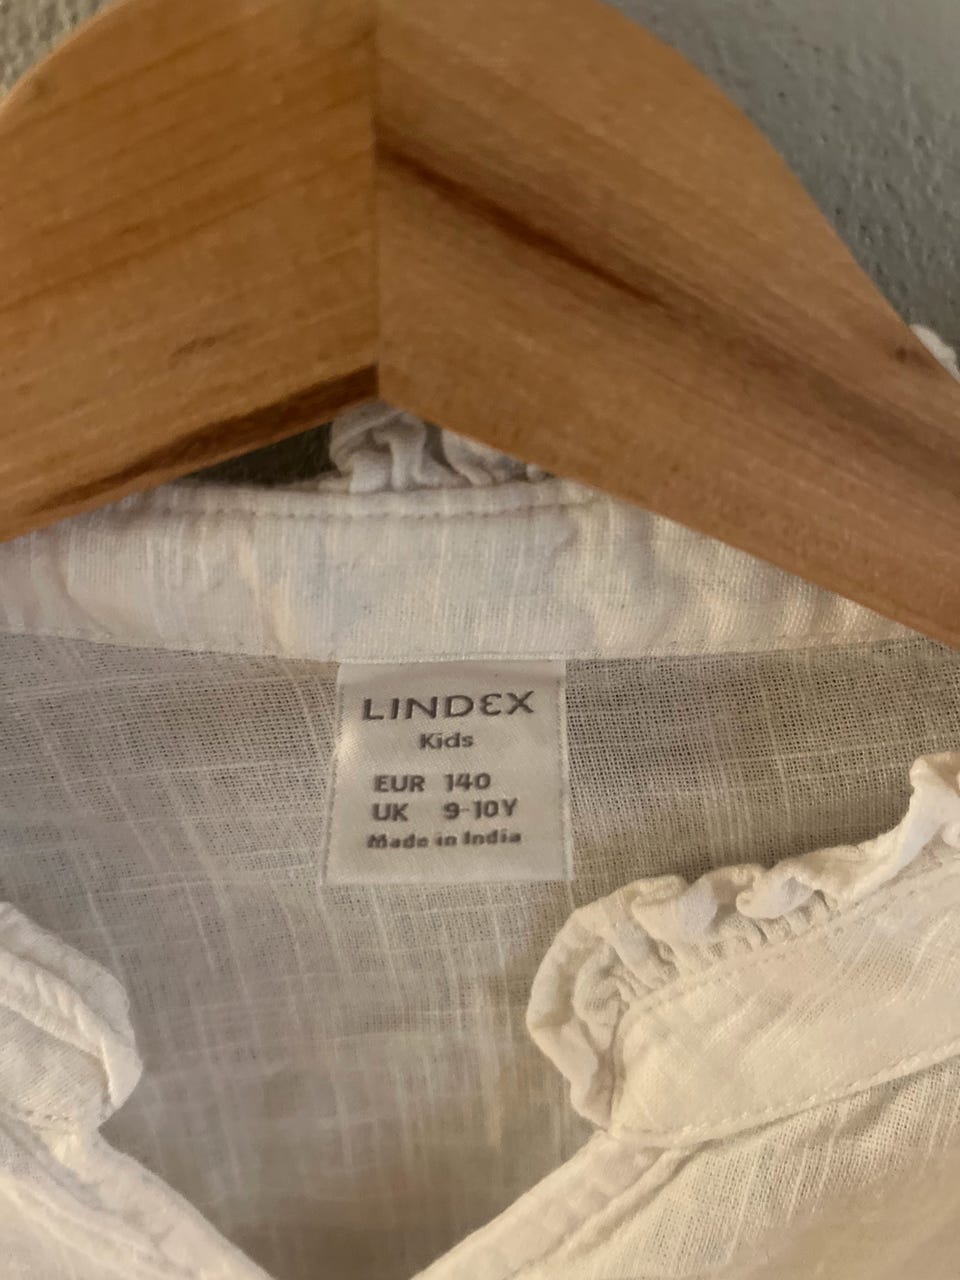 LINDEX
Kids
EUR 140
UK 9-10Y
Made in India